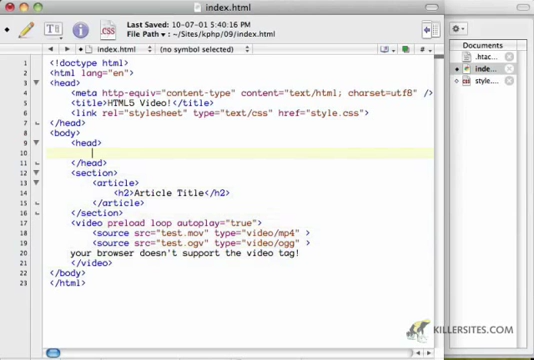 index.html
Last Saved: 10-07-01 5:40:16 PM
File Path: ~/Sites/kphp/09/index.html
index.html
(no symbol selected)
Documents
.htac...
inde...
style....
1 <!doctype html>
2 <html lang="en">
3 <head>
4 <meta http-equiv="content-type" content="text/html; charset=utf8" />
5 <title>HTML5 Video!</title>
6 <link rel="stylesheet" type="text/css" href="style.css">
7 </head>
8 <body>
9 <head>
10
11 </head>
12 <section>
13 <article>
14 <h2>Article Title</h2>
15 </article>
16 </section>
17 <video preload loop autoplay="true">
18 <source src="test.mov" type="video/mp4" >
19 <source src="test.ogv" type="video/ogg" >
20 your browser doesn't support the video tag!
21 </video>
22 </body>
23 </html>
KILLERSITES.COM